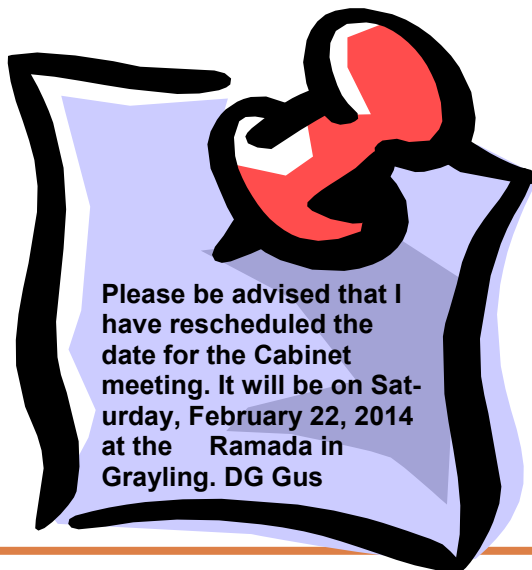 Please be advised that I
have rescheduled the
date for the Cabinet
meeting. It will be on Sat-
urday, February 22, 2014
at the Ramada in
Grayling. DG Gus